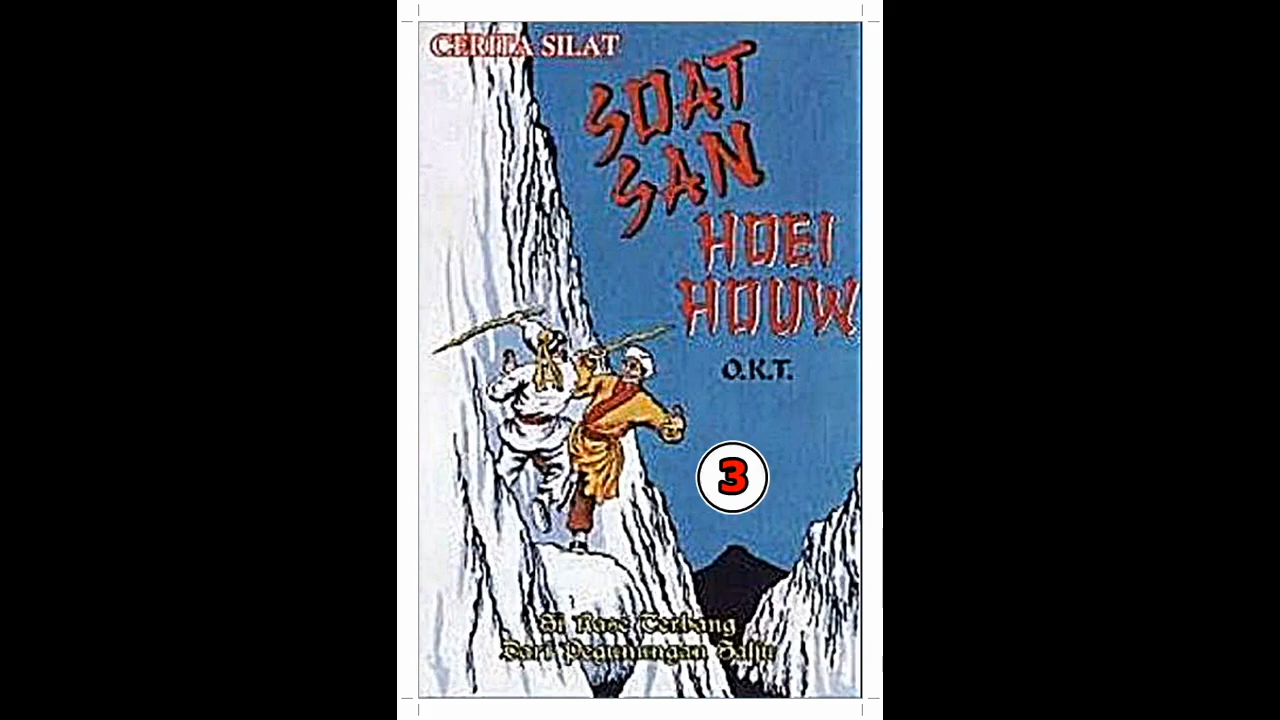 CERITA SILAT
SOAT
SAN
HOEI
HOUW
O.K.T.
3
Si Rase Terbang
Dari Pegunungan Salju